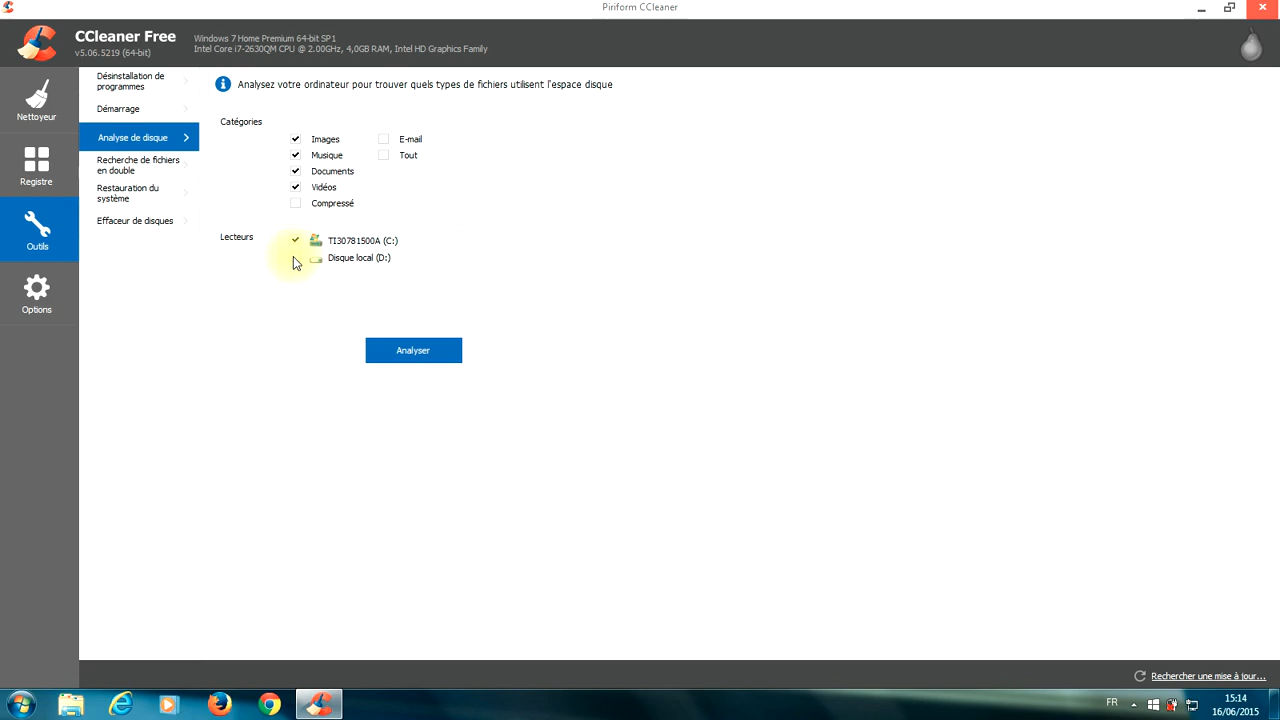 Piriform CCleaner
CCleaner Free
v5.06.5219 (64-bit)
Windows 7 Home Premium 64-bit SP1
Intel Core i7-2630QM CPU @ 2.00GHz, 4,0GB RAM, Intel HD Graphics Family
Nettoyeur
Registre
Outils
Options
Désinstallation de
programmes
Démarrage
Analyse de disque
Recherche de fichiers
en double
Restauration du
système
Effaceur de disques
Analysez votre ordinateur pour trouver quels types de fichiers utilisent l'espace disque
Catégories
Images
E-mail
Musique
Tout
Documents
Vidéos
Compressé
Lecteurs
TI30781500A (C:)
Disque local (D:)
Analyser
Rechercher une mise à jour...
FR
15:14
16/06/2015